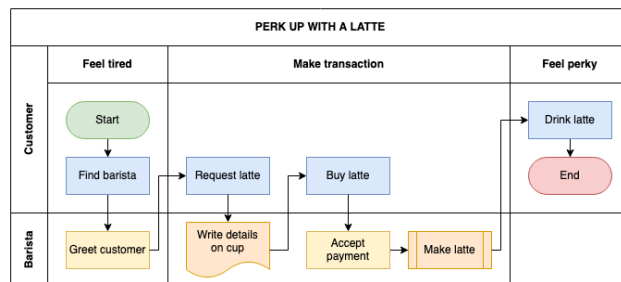 PERK UP WITH A LATTE
Feel tired
Make transaction
Feel perky
Customer
Start
Drink latte
Find barista
Request latte
Buy latte
End
Barista
Greet customer
Write details
on cup
Accept
payment
Make latte